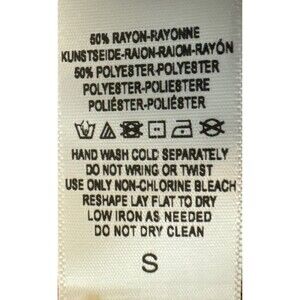 50% RAYON-RAYONNE
KUNSTSEIDE-RAION-RAIOM-RAYÓN
50% POLYESTER-POLYESTER
POLYESTER-POLIESTERE
POLIÉSTER-POLIÉSTER
HAND WASH COLD SEPARATELY
DO NOT WRING OR TWIST
USE ONLY NON-CHLORINE BLEACH
RESHAPE LAY FLAT TO DRY
LOW IRON AS NEEDED
DO NOT DRY CLEAN
S